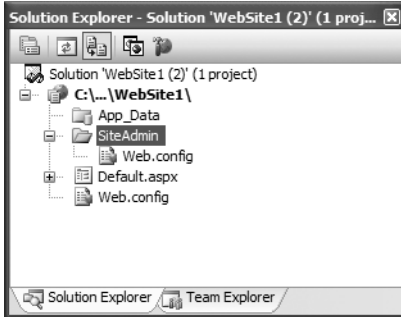 Solution Explorer - Solution 'WebSite1 (2)' (1 proj...
Solution 'WebSite1 (2)' (1 project)
C:\...\WebSite1\
App_Data
SiteAdmin
Web.config
Default.aspx
Web.config
Solution Explorer Team Explorer